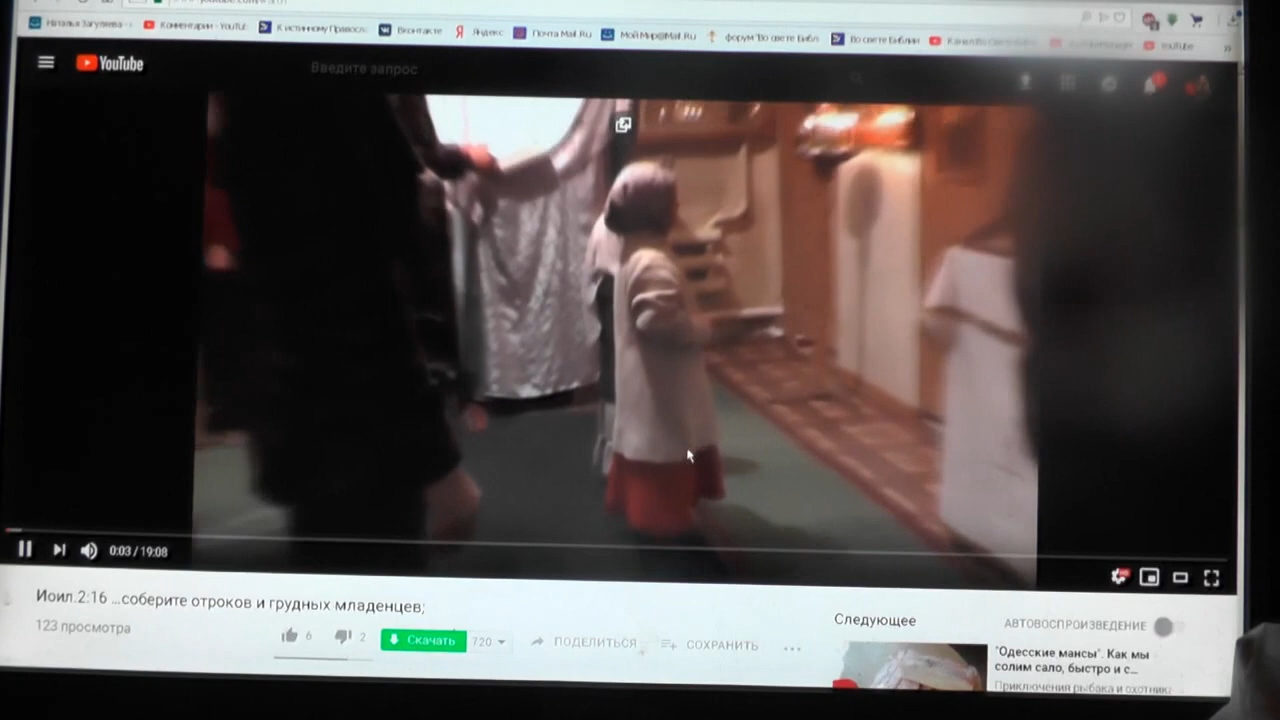 Наталья Загуляева
Комментарии - YouTub
К истинному Правосла
Вконтакте
Яндекс
Почта Mail.Ru
Мой Мир@Mail.Ru
форум "Во свете Библ
Во свете Библии
YouTube
YouTube
Введите запрос
0:03 / 19:08
Иоил.2:16 ...соберите отроков и грудных младенцев;
123 просмотра
6
2
Скачать
720
ПОДЕЛИТЬСЯ
СОХРАНИТЬ
Следующее
АВТОВОСПРОИЗВЕДЕНИЕ
"Одесские мансы". Как мы
солим сало, быстро и с...
Приключения рыбака и охотник